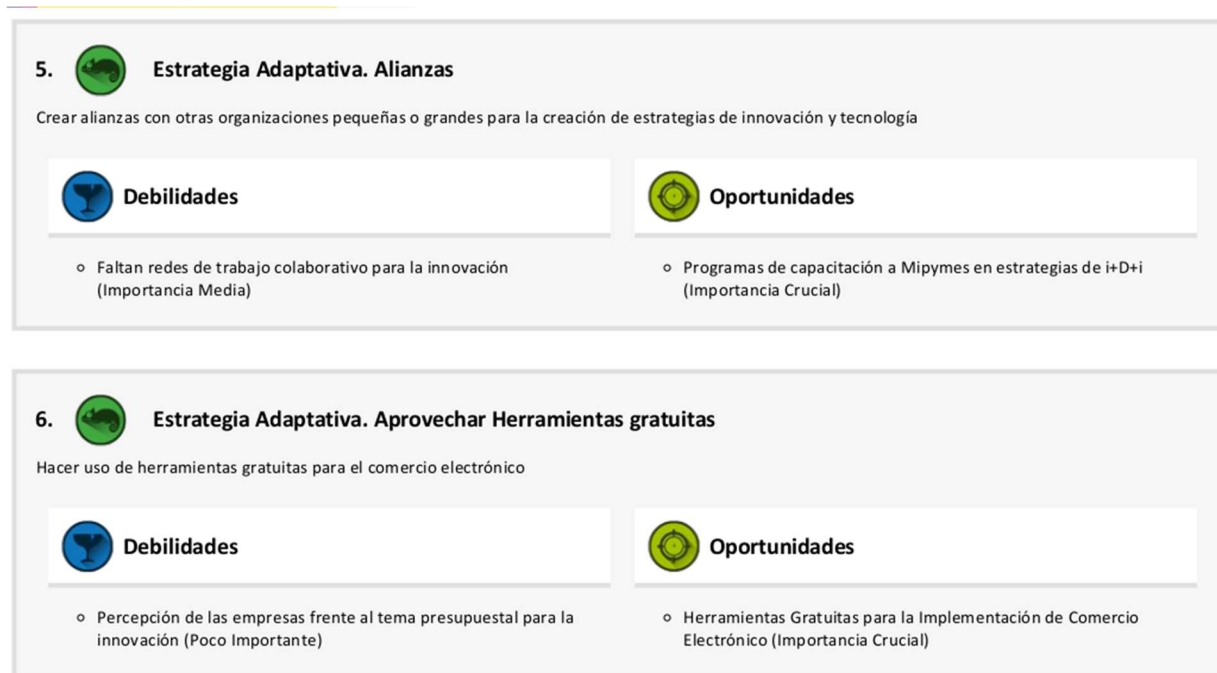 5. Estrategia Adaptativa. Alianzas
Crear alianzas con otras organizaciones pequeñas o grandes para la creación de estrategias de innovación y tecnología
Debilidades
Faltan redes de trabajo colaborativo para la innovación
(Importancia Media)
Oportunidades
Programas de capacitación a Mipymes en estrategias de i+D+i
(Importancia Crucial)
6. Estrategia Adaptativa. Aprovechar Herramientas gratuitas
Hacer uso de herramientas gratuitas para el comercio electrónico
Debilidades
Percepción de las empresas frente al tema presupuestal para la
innovación (Poco Importante)
Oportunidades
Herramientas Gratuitas para la Implementación de Comercio
Electrónico (Importancia Crucial)